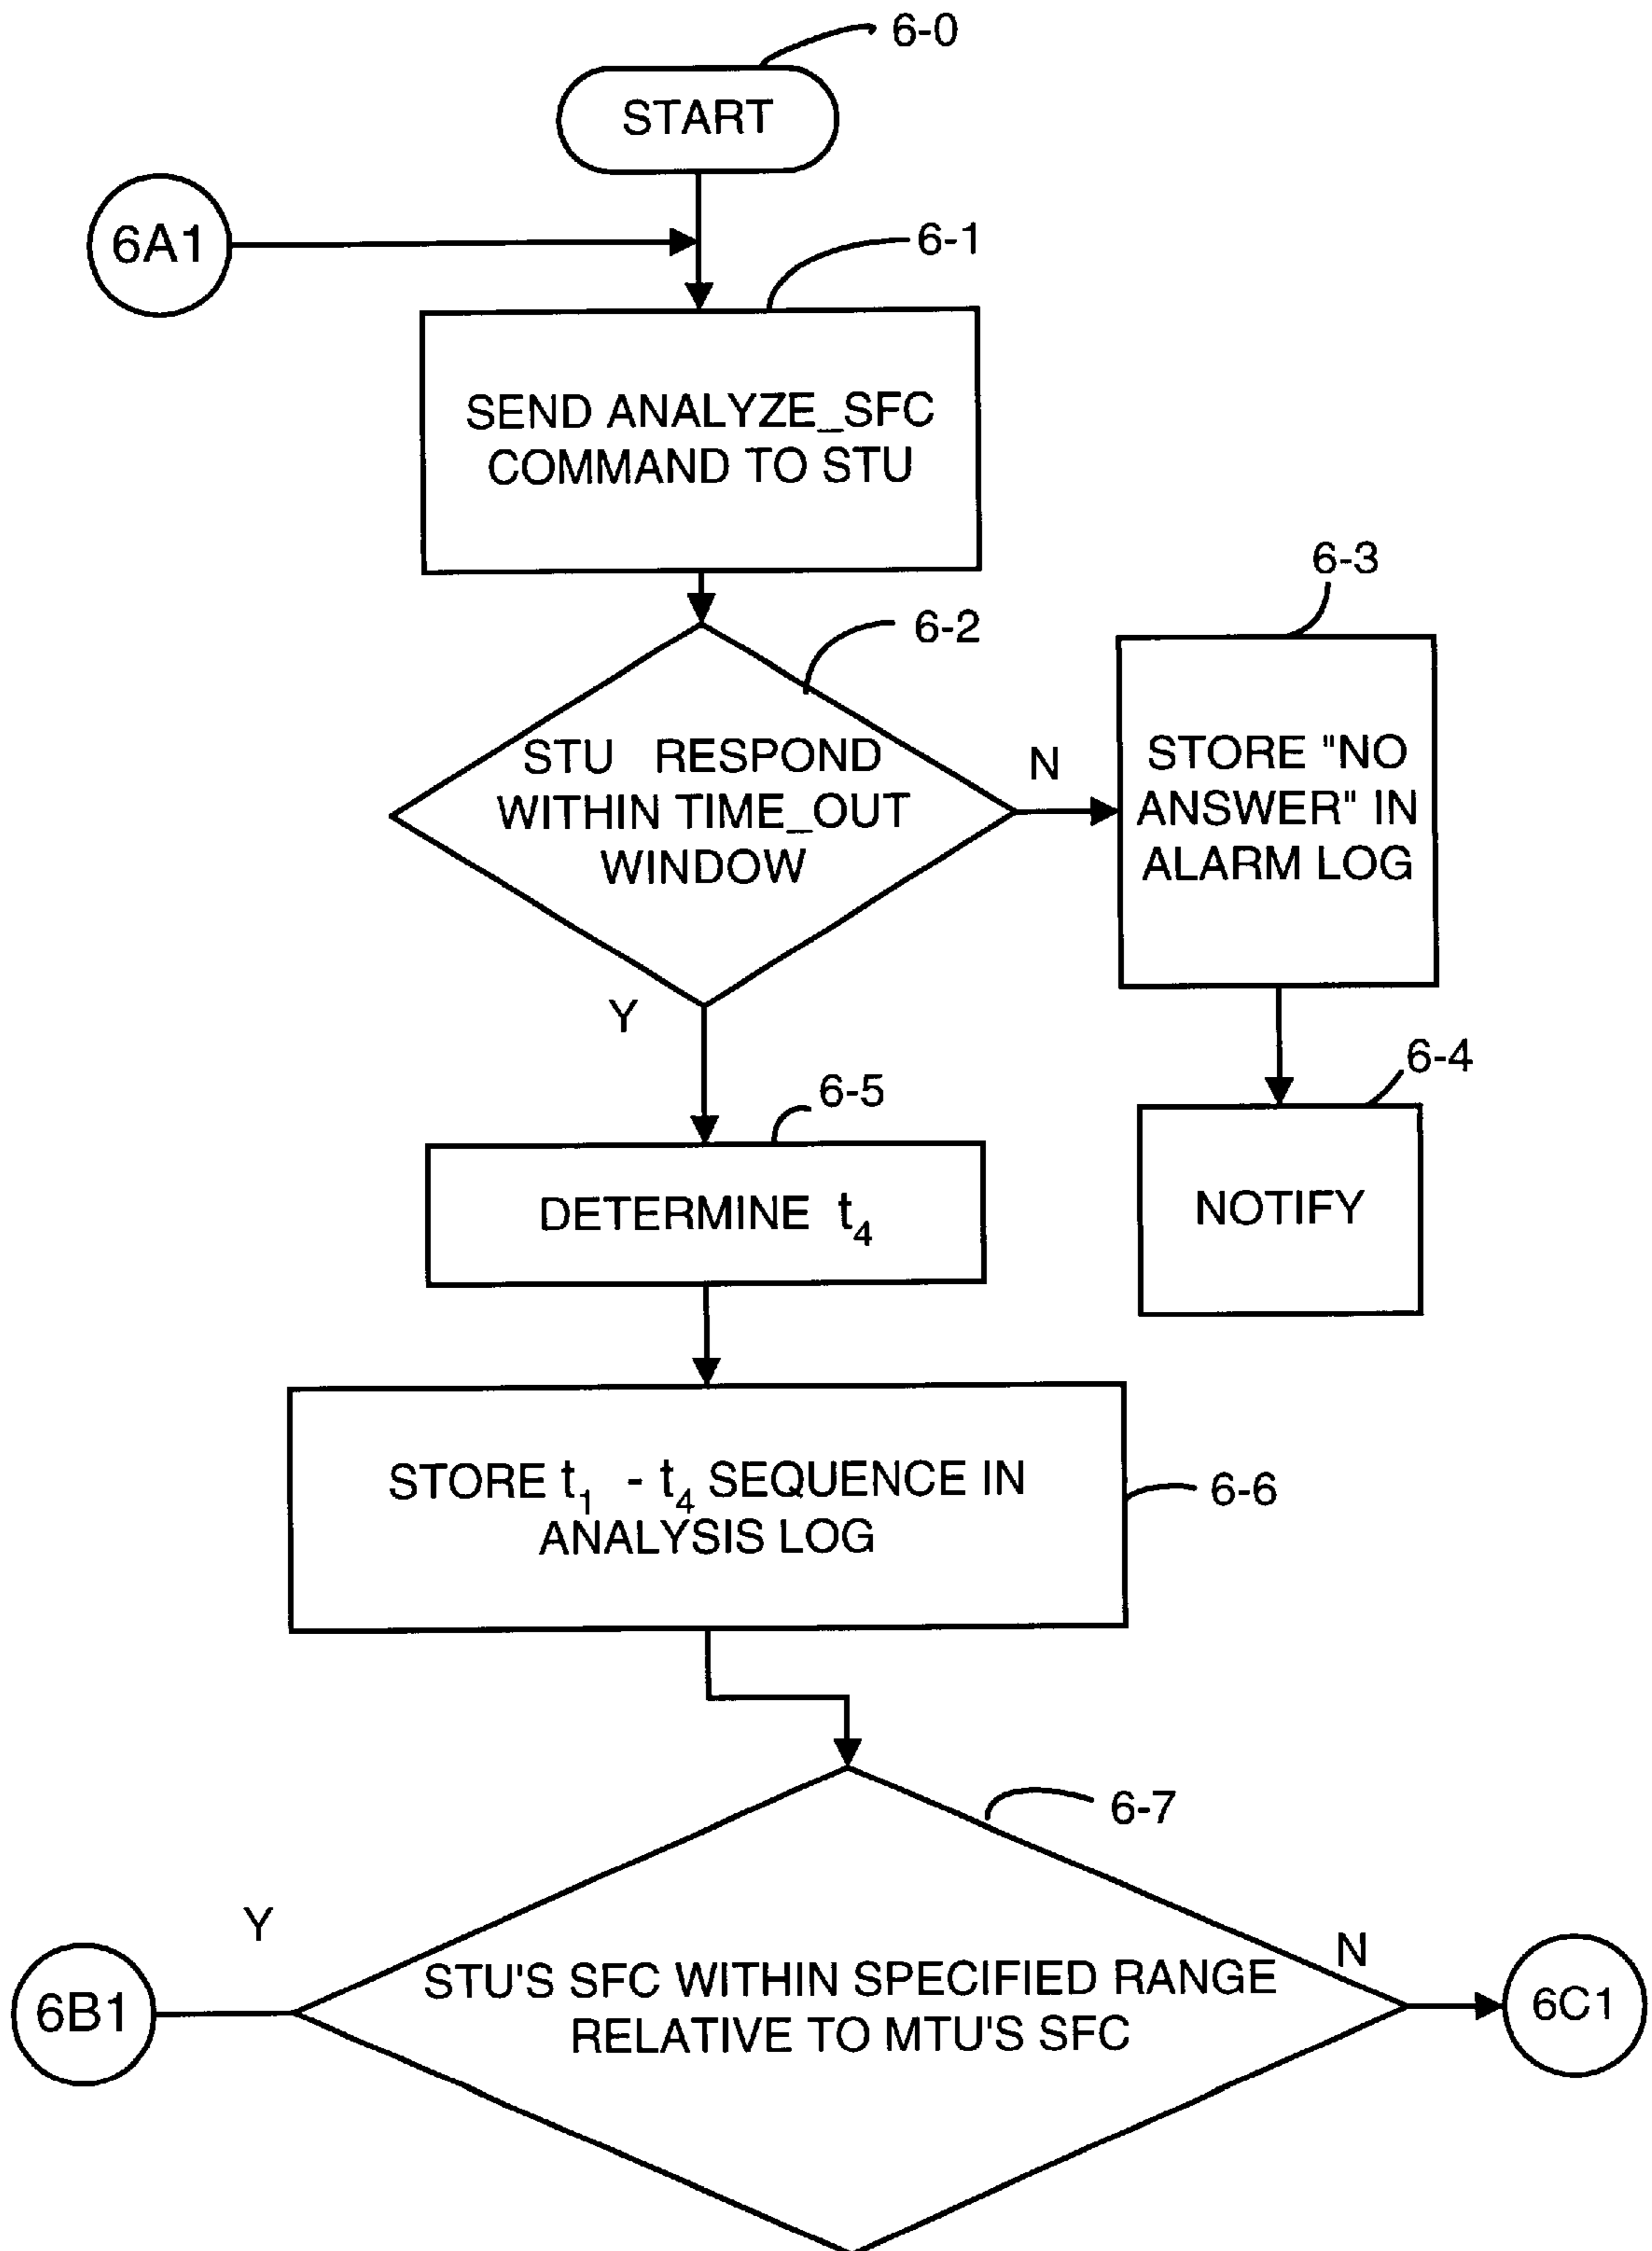 6-0
START
6A1
6-1
SEND ANALYZE_SFC
COMMAND TO STU
6-2
STU RESPOND
WITHIN TIME_OUT
WINDOW
N
6-3
STORE "NO
ANSWER" IN
ALARM LOG
Y
6-4
NOTIFY
6-5
DETERMINE t₄
STORE t₁ - t₄ SEQUENCE IN
ANALYSIS LOG
6-6
6-7
Y
N
6B1
STU'S SFC WITHIN SPECIFIED RANGE
RELATIVE TO MTU'S SFC
6C1